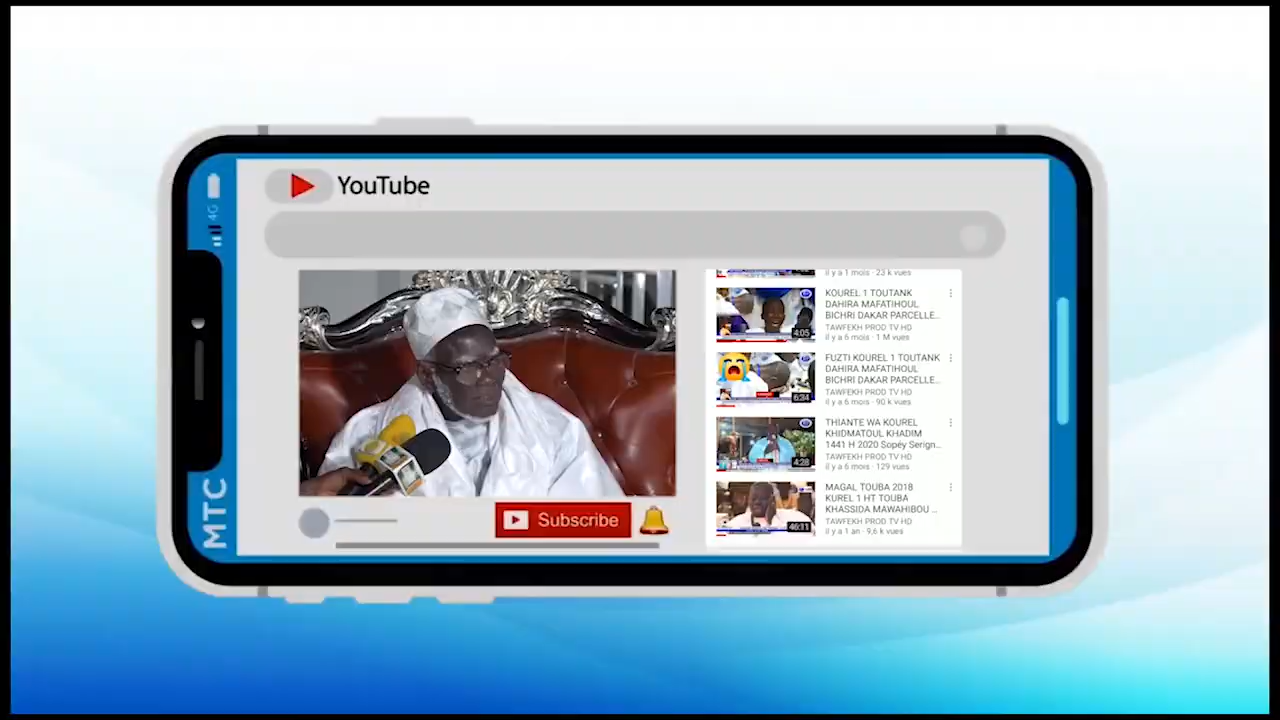 YouTube
4G
MTC
Subscribe
il y a 1 mois · 23 k vues
KOUREL 1 TOUTANK
DAHIRA MAFATIHOUL
BICHRI DAKAR PARCELLE...
TAWFEKH PROD TV HD
il y a 6 mois · 1 M vues
4:05
FUZTI KOUREL 1 TOUTANK
DAHIRA MAFATIHOUL
BICHRI DAKAR PARCELLE...
TAWFEKH PROD TV HD
il y a 6 mois · 90 k vues
6:34
THIANTE WA KOUREL
KHIDMATOUL KHADIM
1441 H 2020 Sopéy Serign...
TAWFEKH PROD TV HD
il y a 6 mois · 129 vues
4:28
MAGAL TOUBA 2018
KUREL 1 HT TOUBA
KHASSIDA MAWAHIBOU ...
TAWFEKH PROD TV HD
il y a 1 an · 9,6 k vues
46:11